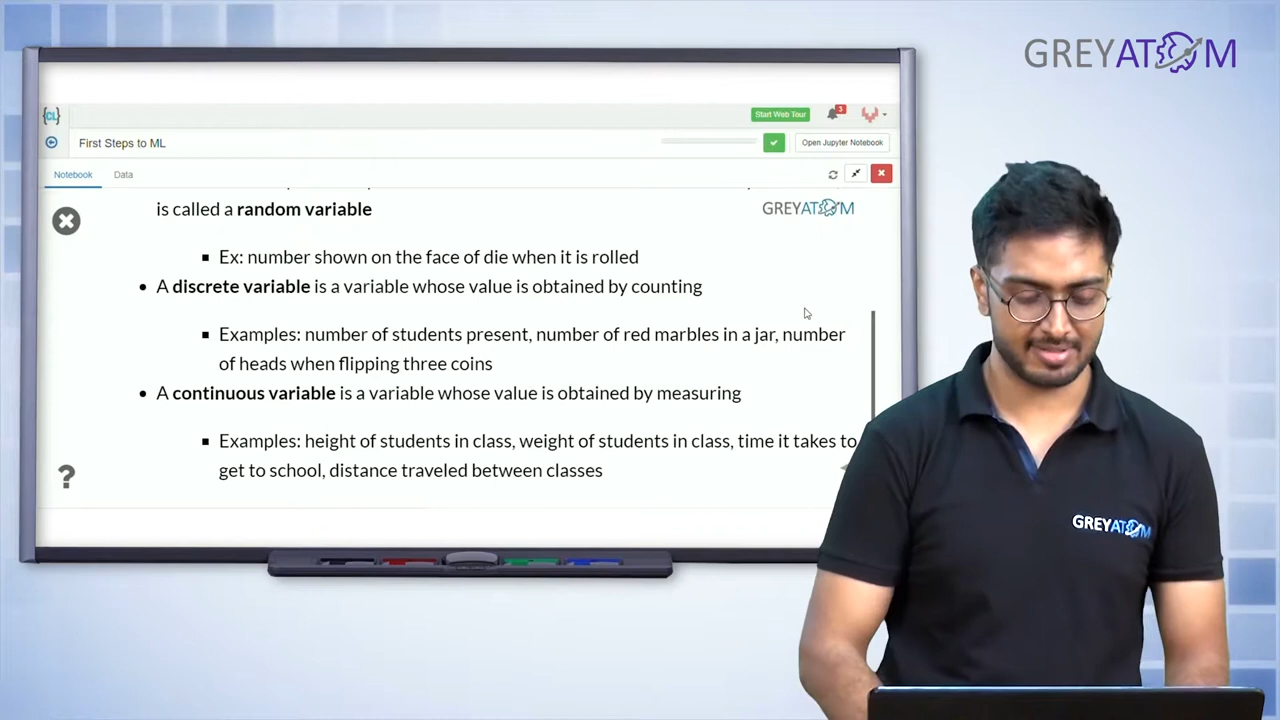 GREYATOM
{CL}
Start Web Tour
3
First Steps to ML
Open Jupyter Notebook
Notebook
Data
is called a random variable
GREYATOM
Ex: number shown on the face of die when it is rolled
A discrete variable is a variable whose value is obtained by counting
Examples: number of students present, number of red marbles in a jar, number
of heads when flipping three coins
A continuous variable is a variable whose value is obtained by measuring
Examples: height of students in class, weight of students in class, time it takes to
get to school, distance traveled between classes
?
GREYATOM